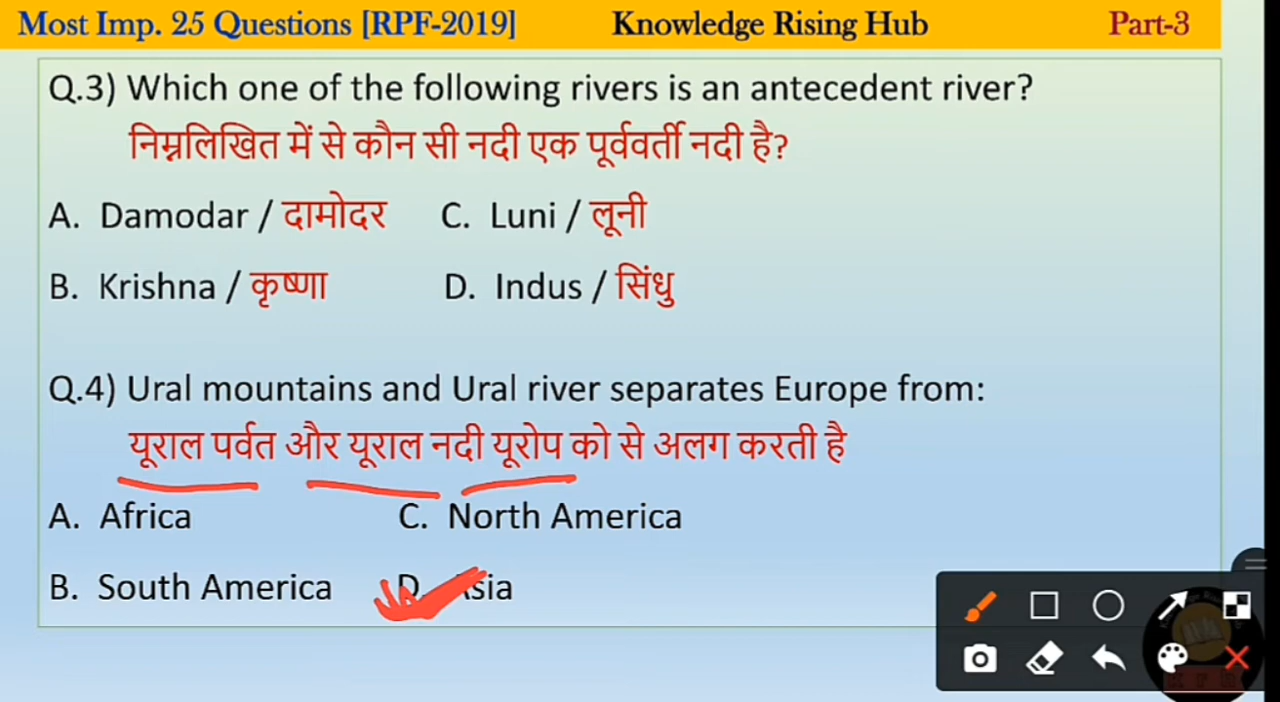 Most Imp. 25 Questions [RPF-2019] Knowledge Rising Hub Part-3
Q.3) Which one of the following rivers is an antecedent river?
निम्नलिखित में से कौन सी नदी एक पूर्ववर्ती नदी है?
A. Damodar / दामोदर C. Luni / लूनी
B. Krishna / कृष्णा D. Indus / सिंधु
Q.4) Ural mountains and Ural river separates Europe from:
यूराल पर्वत और यूराल नदी यूरोप को से अलग करती है
A. Africa C. North America
B. South America D. Asia